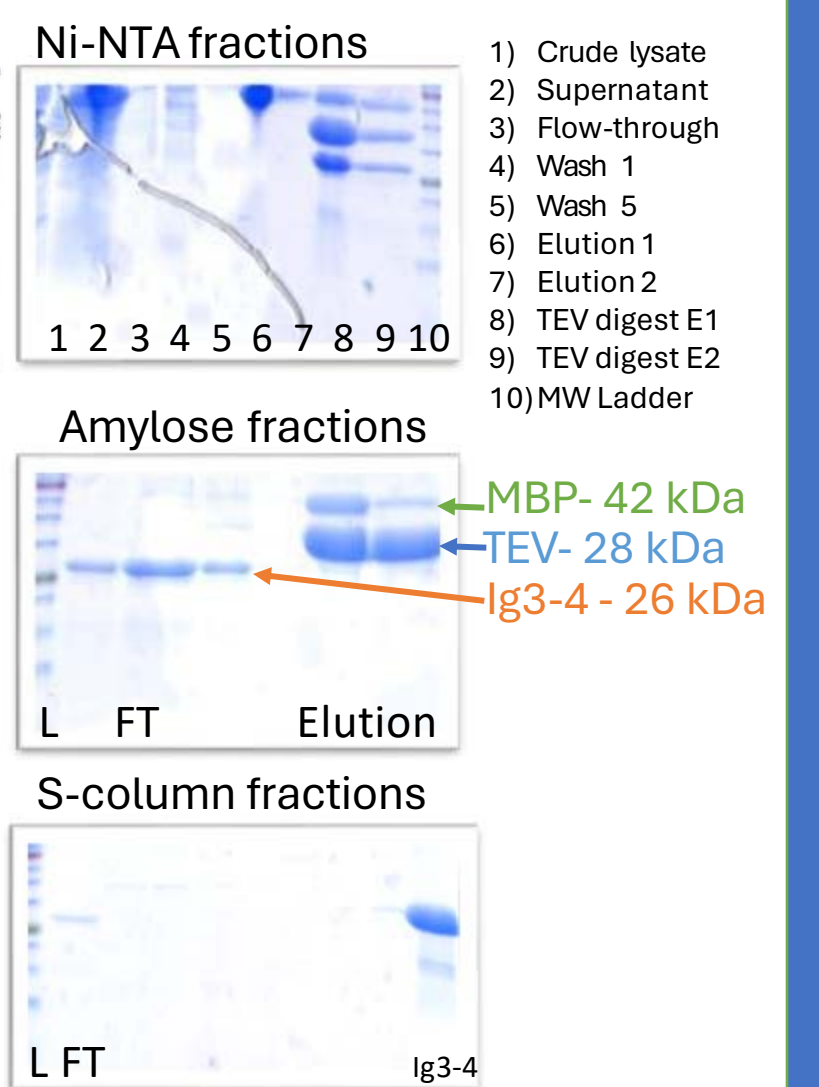 Ni-NTA fractions
1 2 3 4 5 6 7 8 9 10
1) Crude lysate
2) Supernatant
3) Flow-through
4) Wash 1
5) Wash 5
6) Elution 1
7) Elution 2
8) TEV digest E1
9) TEV digest E2
10) MW Ladder
Amylose fractions
MBP- 42 kDa
TEV- 28 kDa
Ig3-4 - 26 kDa
L FT Elution
S-column fractions
L FT Ig3-4